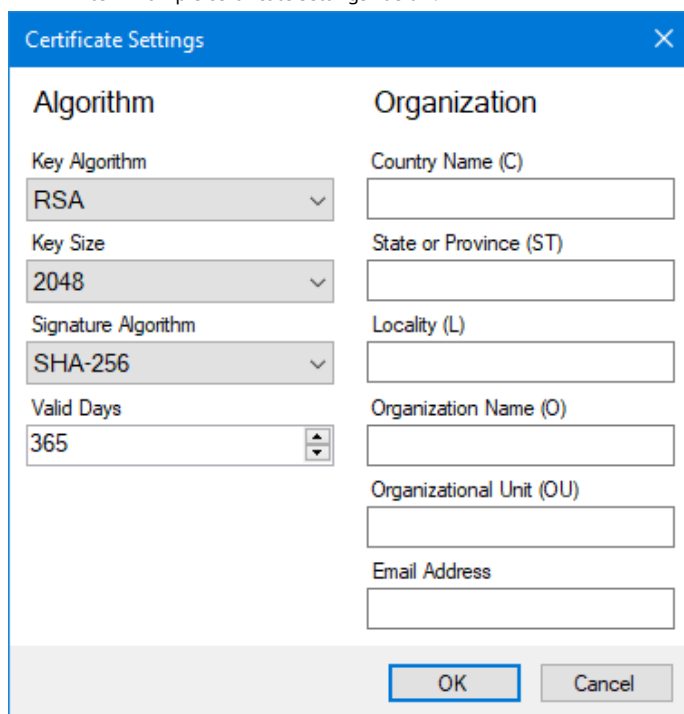 Certificate Settings
Algorithm
Organization
Key Algorithm
RSA
Key Size
2048
Signature Algorithm
SHA-256
Valid Days
365
Country Name (C)
State or Province (ST)
Locality (L)
Organization Name (O)
Organizational Unit (OU)
Email Address
OK
Cancel